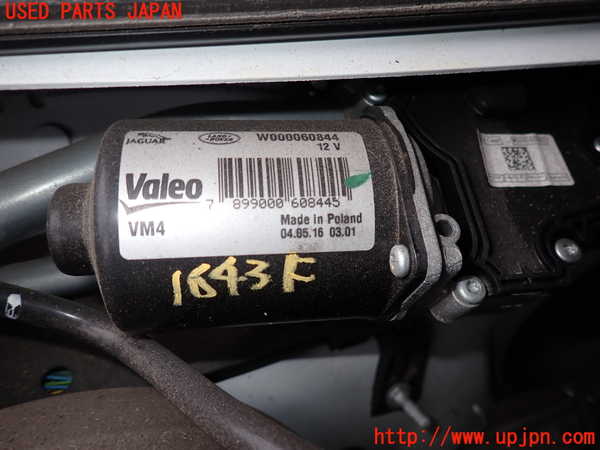 USED PARTS JAPAN
JAGUAR
LAND ROVER
W000060844
12 V
Valeo
7 899000 608445
VM4
Made in Poland
04.05.16 03.01
1643F
http://www.upjpn.com/